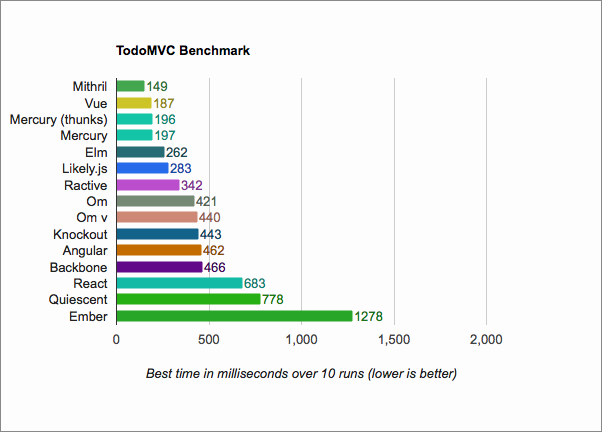 TodoMVC Benchmark
Mithril 149
Vue 187
Mercury (thunks) 196
Mercury 197
Elm 262
Likely.js 283
Ractive 342
Om 421
Om v 440
Knockout 443
Angular 462
Backbone 466
React 683
Quiescent 778
Ember 1278
0 500 1,000 1,500 2,000
Best time in milliseconds over 10 runs (lower is better)